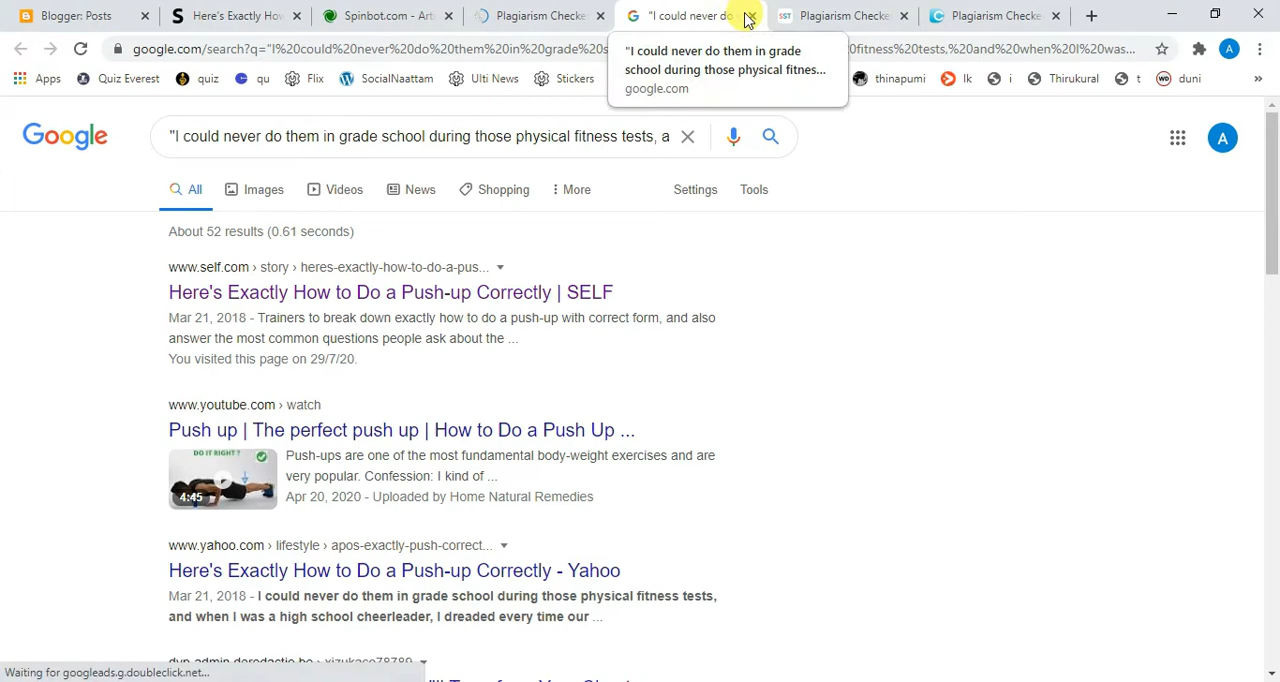 Blogger: Posts
Here's Exactly How
Spinbot.com - Art
Plagiarism Checke
"I could never do
Plagiarism Checke
Plagiarism Checke
google.com/search?q="I%20could%20never%20do%20them%20in%20grade%20s
0fitness%20tests,%20and%20when%20I%20was...
A
"I could never do them in grade
school during those physical fitnes...
google.com
Apps
Quiz Everest
quiz
qu
Flix
SocialNaattam
Ulti News
Stickers
thinapumi
lk
i
Thirukural
t
duni
»
Google
"I could never do them in grade school during those physical fitness tests, a
A
All
Images
Videos
News
Shopping
More
Settings
Tools
About 52 results (0.61 seconds)
www.self.com › story › heres-exactly-how-to-do-a-pus...
Here's Exactly How to Do a Push-up Correctly | SELF
Mar 21, 2018 - Trainers to break down exactly how to do a push-up with correct form, and also
answer the most common questions people ask about the ...
You visited this page on 29/7/20.
www.youtube.com › watch
Push up | The perfect push up | How to Do a Push Up ...
DO IT RIGHT ?
4:45
Push-ups are one of the most fundamental body-weight exercises and are
very popular. Confession: I kind of ...
Apr 20, 2020 - Uploaded by Home Natural Remedies
www.yahoo.com › lifestyle › apos-exactly-push-correct...
Here's Exactly How to Do a Push-up Correctly - Yahoo
Mar 21, 2018 - I could never do them in grade school during those physical fitness tests,
and when I was a high school cheerleader, I dreaded every time our ...
Waiting for googleads.g.doubleclick.net...